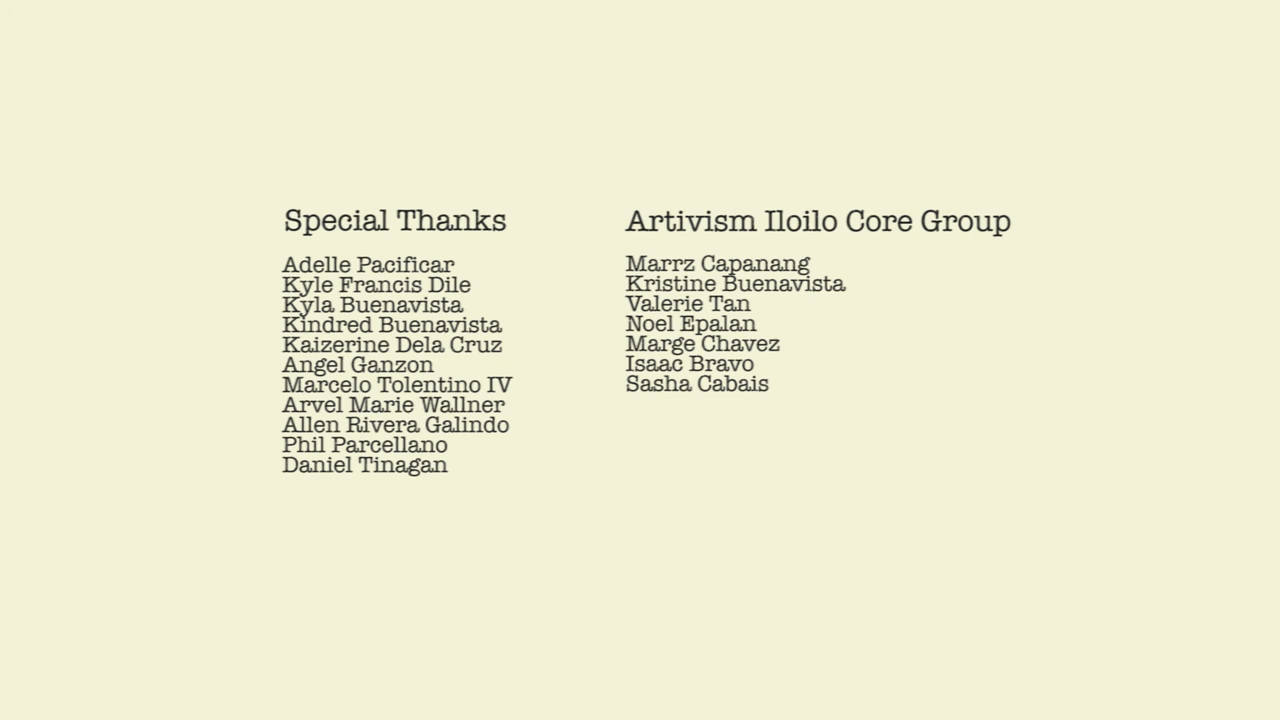 Special Thanks
Adelle Pacificar
Kyle Francis Dile
Kyla Buenavista
Kindred Buenavista
Kaizerine Dela Cruz
Angel Ganzon
Marcelo Tolentino IV
Arvel Marie Wallner
Allen Rivera Galindo
Phil Parcellano
Daniel Tinagan
Artivism Iloilo Core Group
Marrz Capanang
Kristine Buenavista
Valerie Tan
Noel Epalan
Marge Chavez
Isaac Bravo
Sasha Cabais